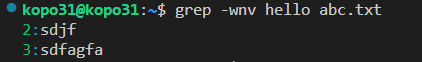 kopo31@kopo31:~$ grep -wnv hello abc.txt
2:sdjf
3:sdfagfa